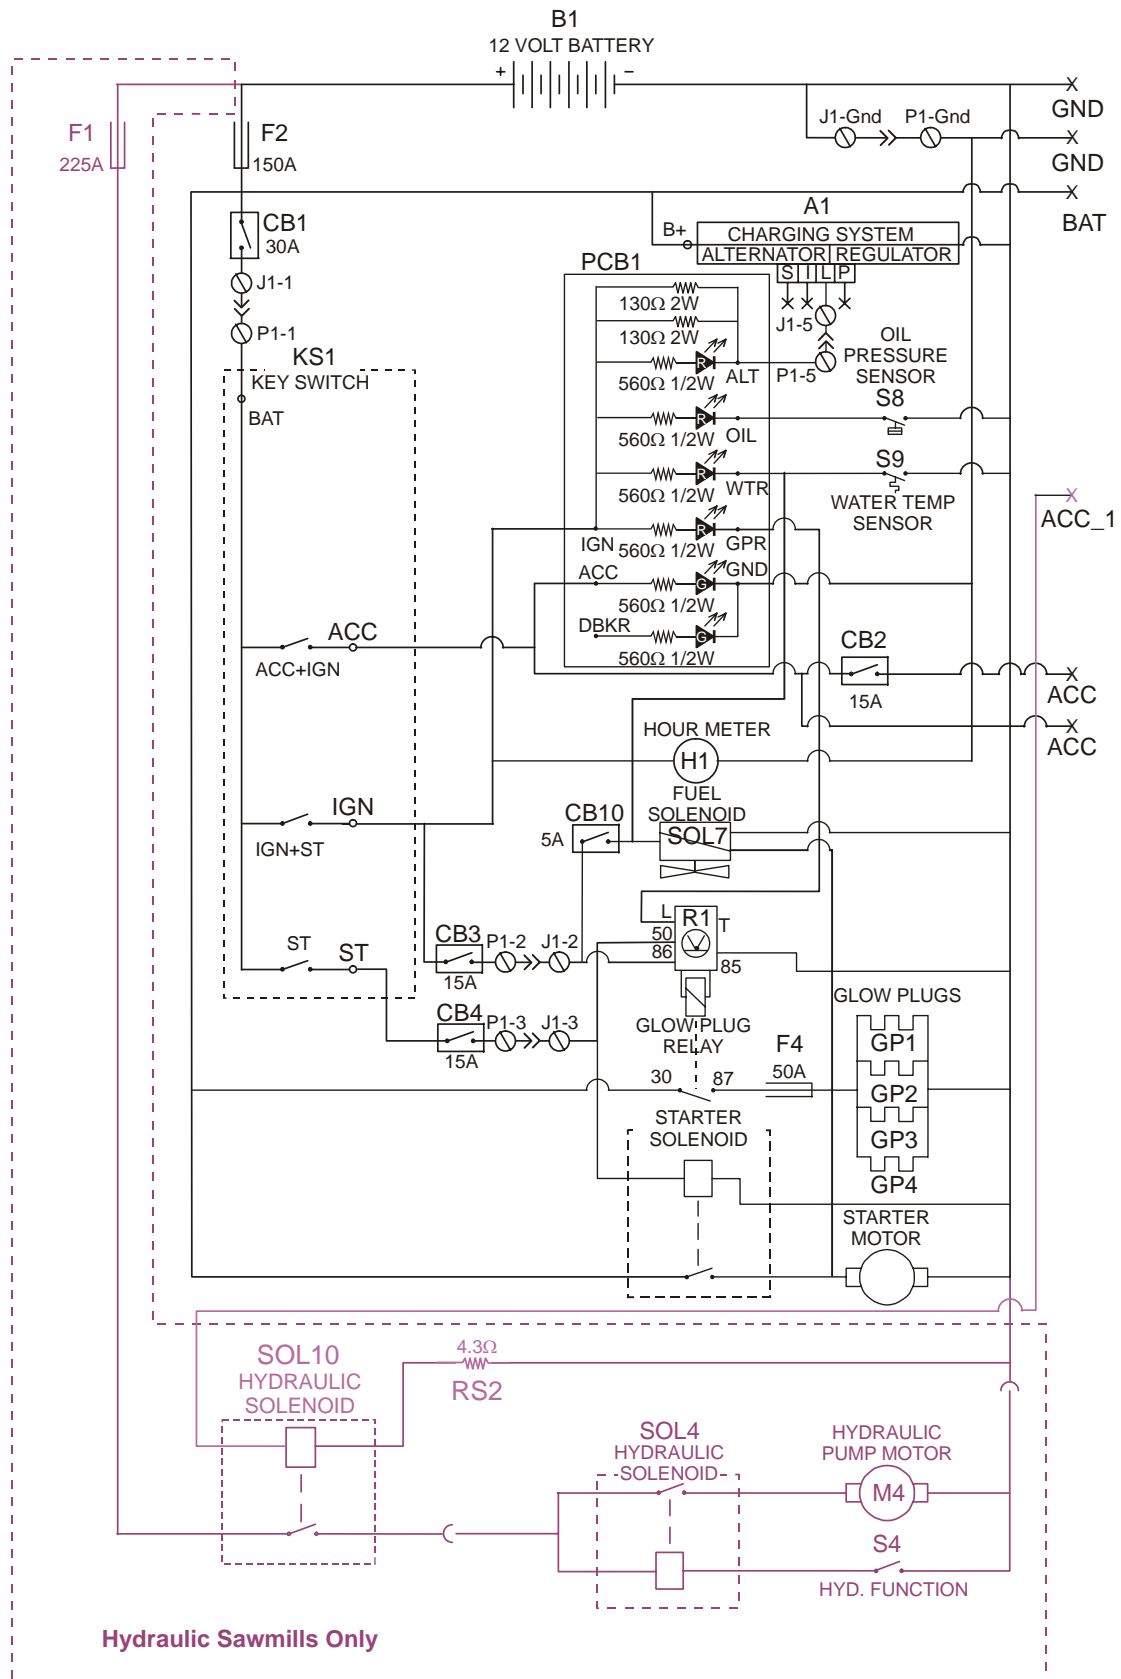 B1
12 VOLT BATTERY
+ −
X
GND
J1-Gnd P1-Gnd
X
GND
F1
225A
F2
150A
X
BAT
A1
B+
CHARGING SYSTEM
ALTERNATOR REGULATOR
S I L P
X X X
CB1
30A
J1-1
P1-1
KS1
KEY SWITCH
BAT
PCB1
130Ω 2W
130Ω 2W
J1-5
P1-5
R
ALT
560Ω 1/2W
OIL
PRESSURE
SENSOR
S8
R
OIL
560Ω 1/2W
S9
R
WTR
560Ω 1/2W
WATER TEMP
SENSOR
X
ACC_1
IGN
R
GPR
560Ω 1/2W
ACC
G
GND
560Ω 1/2W
DBKR
G
560Ω 1/2W
ACC
ACC+IGN
CB2
15A
X
ACC
X
ACC
HOUR METER
H1
FUEL
SOLENOID
SOL7
IGN
IGN+ST
CB10
5A
ST
ST
CB3
15A
P1-2 J1-2
L
R1
T
50
86
85
CB4
15A
P1-3 J1-3
GLOW PLUG
RELAY
GLOW PLUGS
GP1
GP2
GP3
GP4
F4
50A
30 87
STARTER
SOLENOID
STARTER
MOTOR
SOL10
HYDRAULIC
SOLENOID
4.3Ω
RS2
SOL4
HYDRAULIC
SOLENOID
HYDRAULIC
PUMP MOTOR
M4
S4
HYD. FUNCTION
Hydraulic Sawmills Only